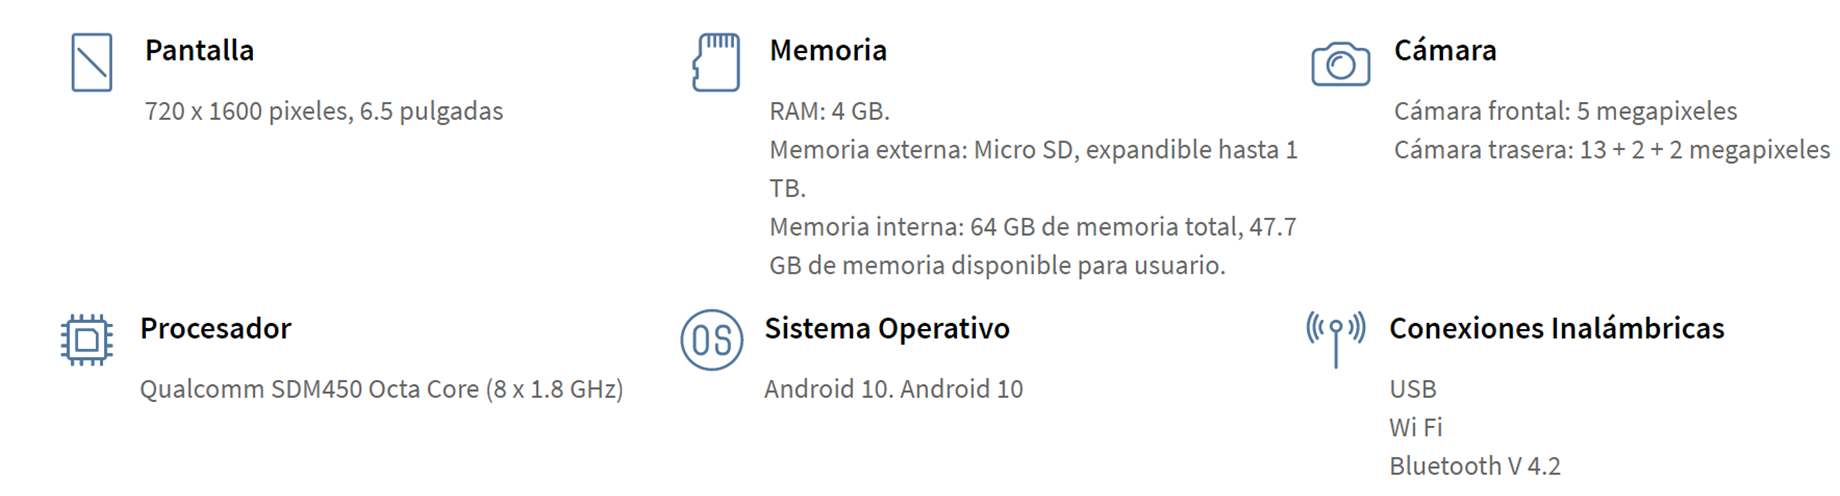 Pantalla
720 x 1600 pixeles, 6.5 pulgadas
Memoria
RAM: 4 GB.
Memoria externa: Micro SD, expandible hasta 1
TB.
Memoria interna: 64 GB de memoria total, 47.7
GB de memoria disponible para usuario.
Cámara
Cámara frontal: 5 megapixeles
Cámara trasera: 13 + 2 + 2 megapixeles
Procesador
Qualcomm SDM450 Octa Core (8 x 1.8 GHz)
OS
Sistema Operativo
Android 10. Android 10
Conexiones Inalámbricas
USB
Wi Fi
Bluetooth V 4.2